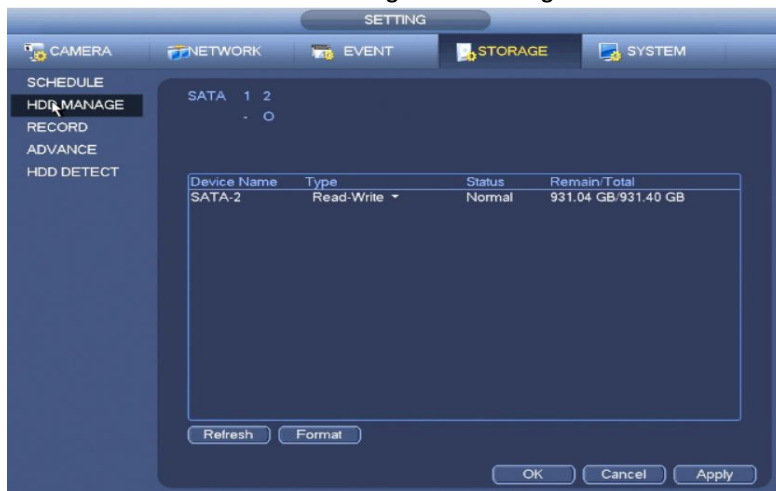 SETTING
CAMERA NETWORK EVENT STORAGE SYSTEM
SCHEDULE
HDD MANAGE
RECORD
ADVANCE
HDD DETECT
SATA 1 2
- O
Device Name Type Status Remain/Total
SATA-2 Read-Write Normal 931.04 GB/931.40 GB
Refresh Format
OK Cancel Apply